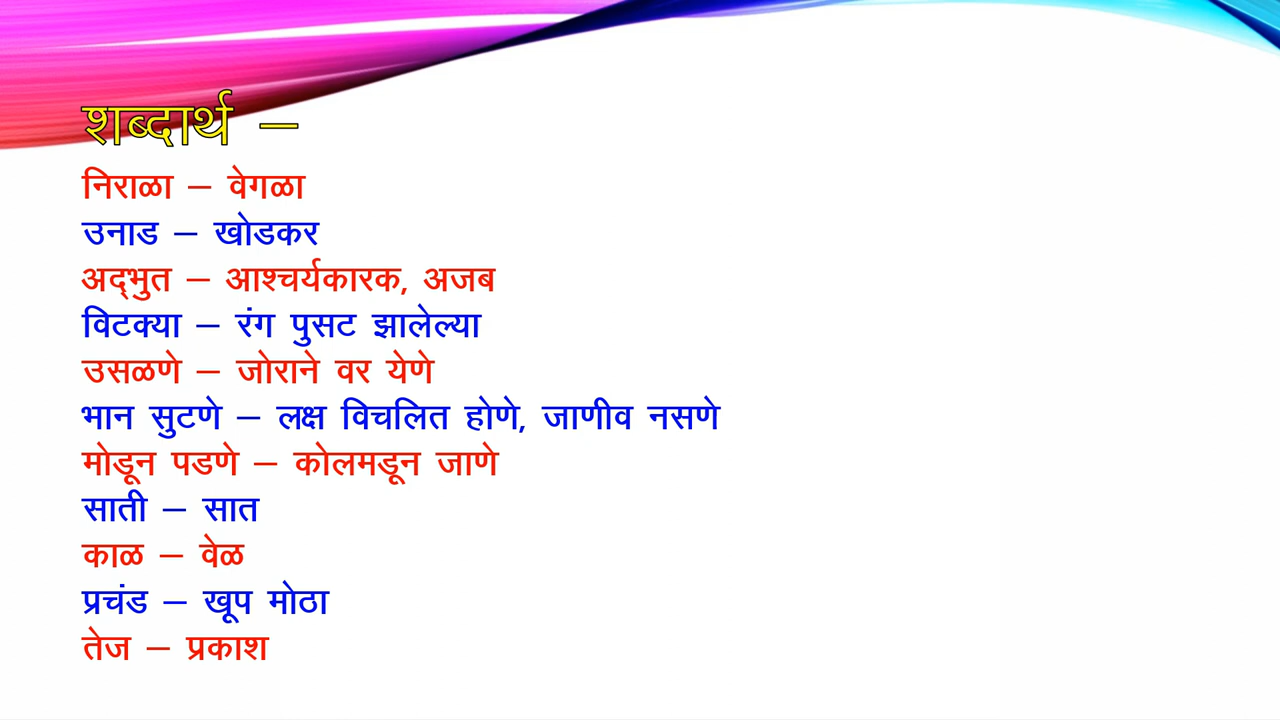 शब्दार्थ –
निराळा – वेगळा
उनाड – खोडकर
अद्‌भुत – आश्चर्यकारक, अजब
विटक्या – रंग पुसट झालेल्या
उसळणे – जोराने वर येणे
भान सुटणे – लक्ष विचलित होणे, जाणीव नसणे
मोडून पडणे – कोलमडून जाणे
साती – सात
काळ – वेळ
प्रचंड – खूप मोठा
तेज – प्रकाश